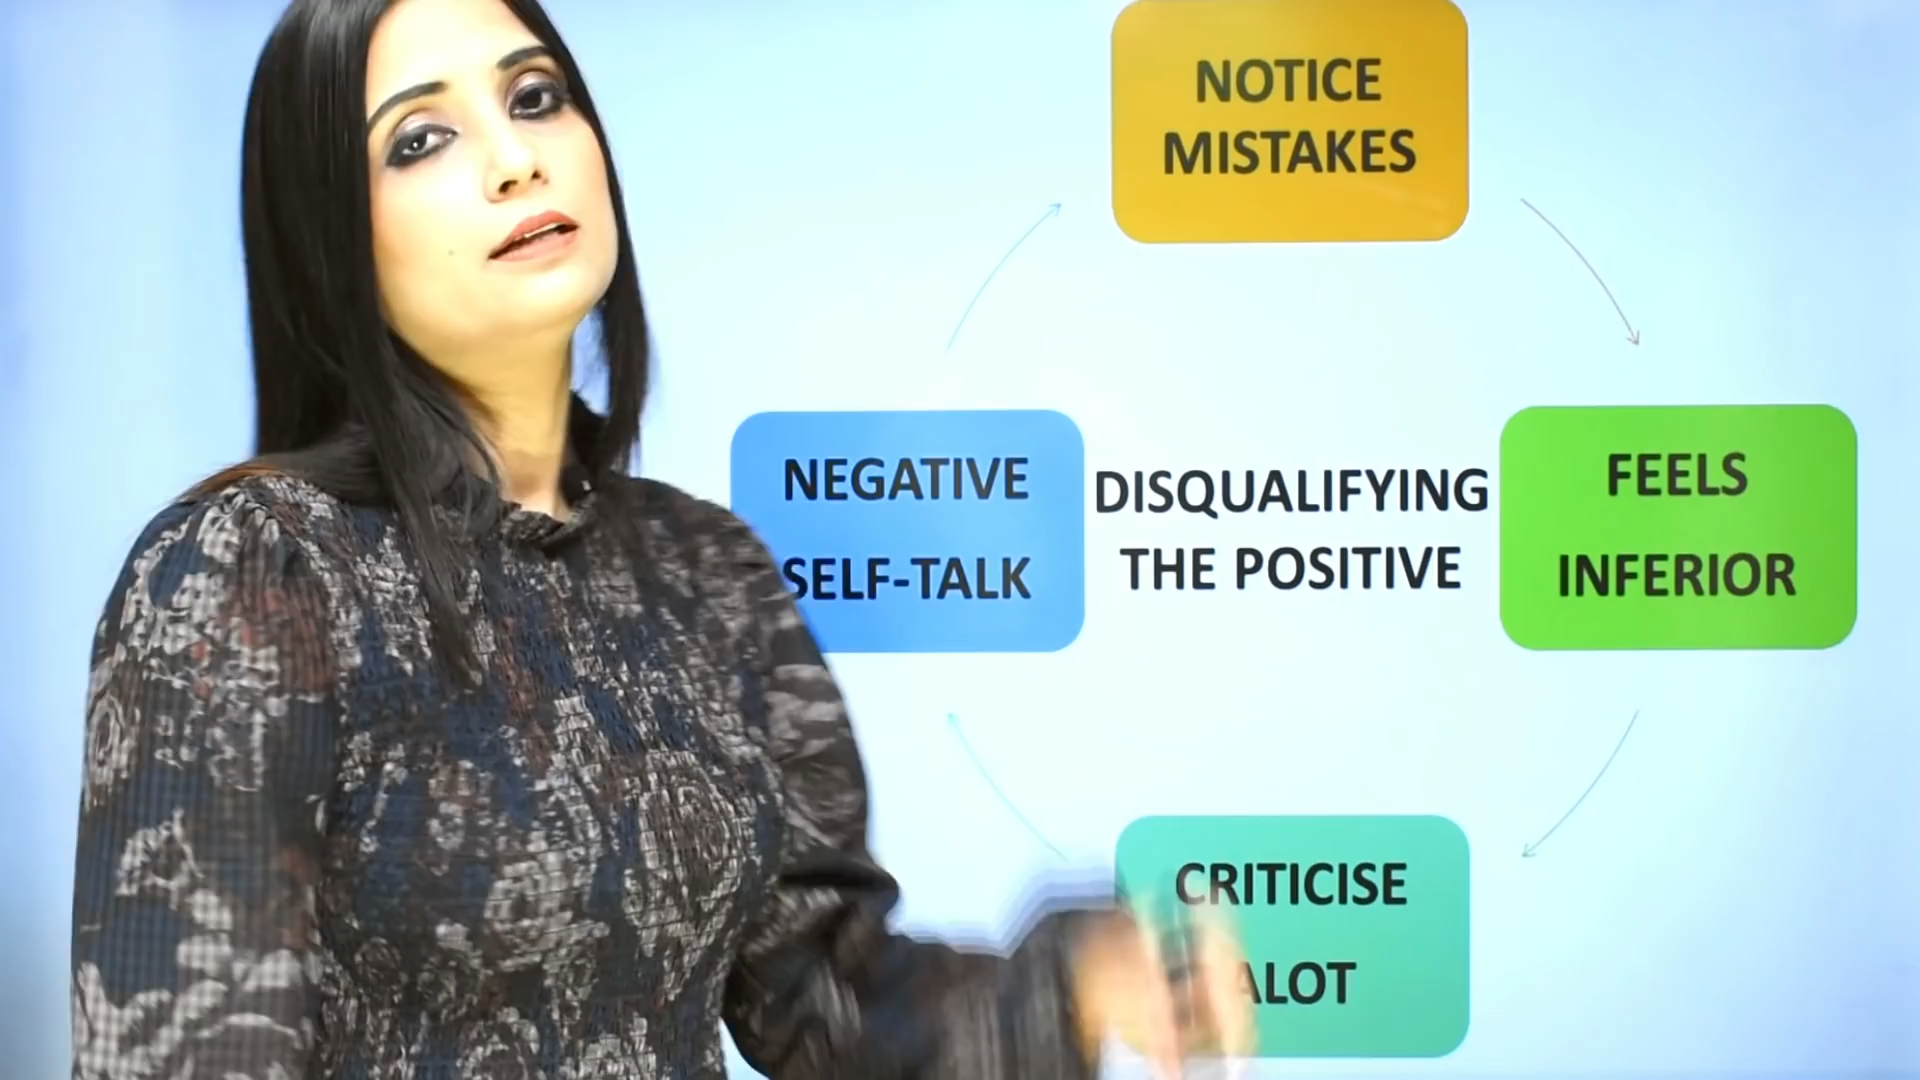 NOTICE
MISTAKES
NEGATIVE
SELF-TALK
DISQUALIFYING
THE POSITIVE
FEELS
INFERIOR
CRITICISE
ALOT